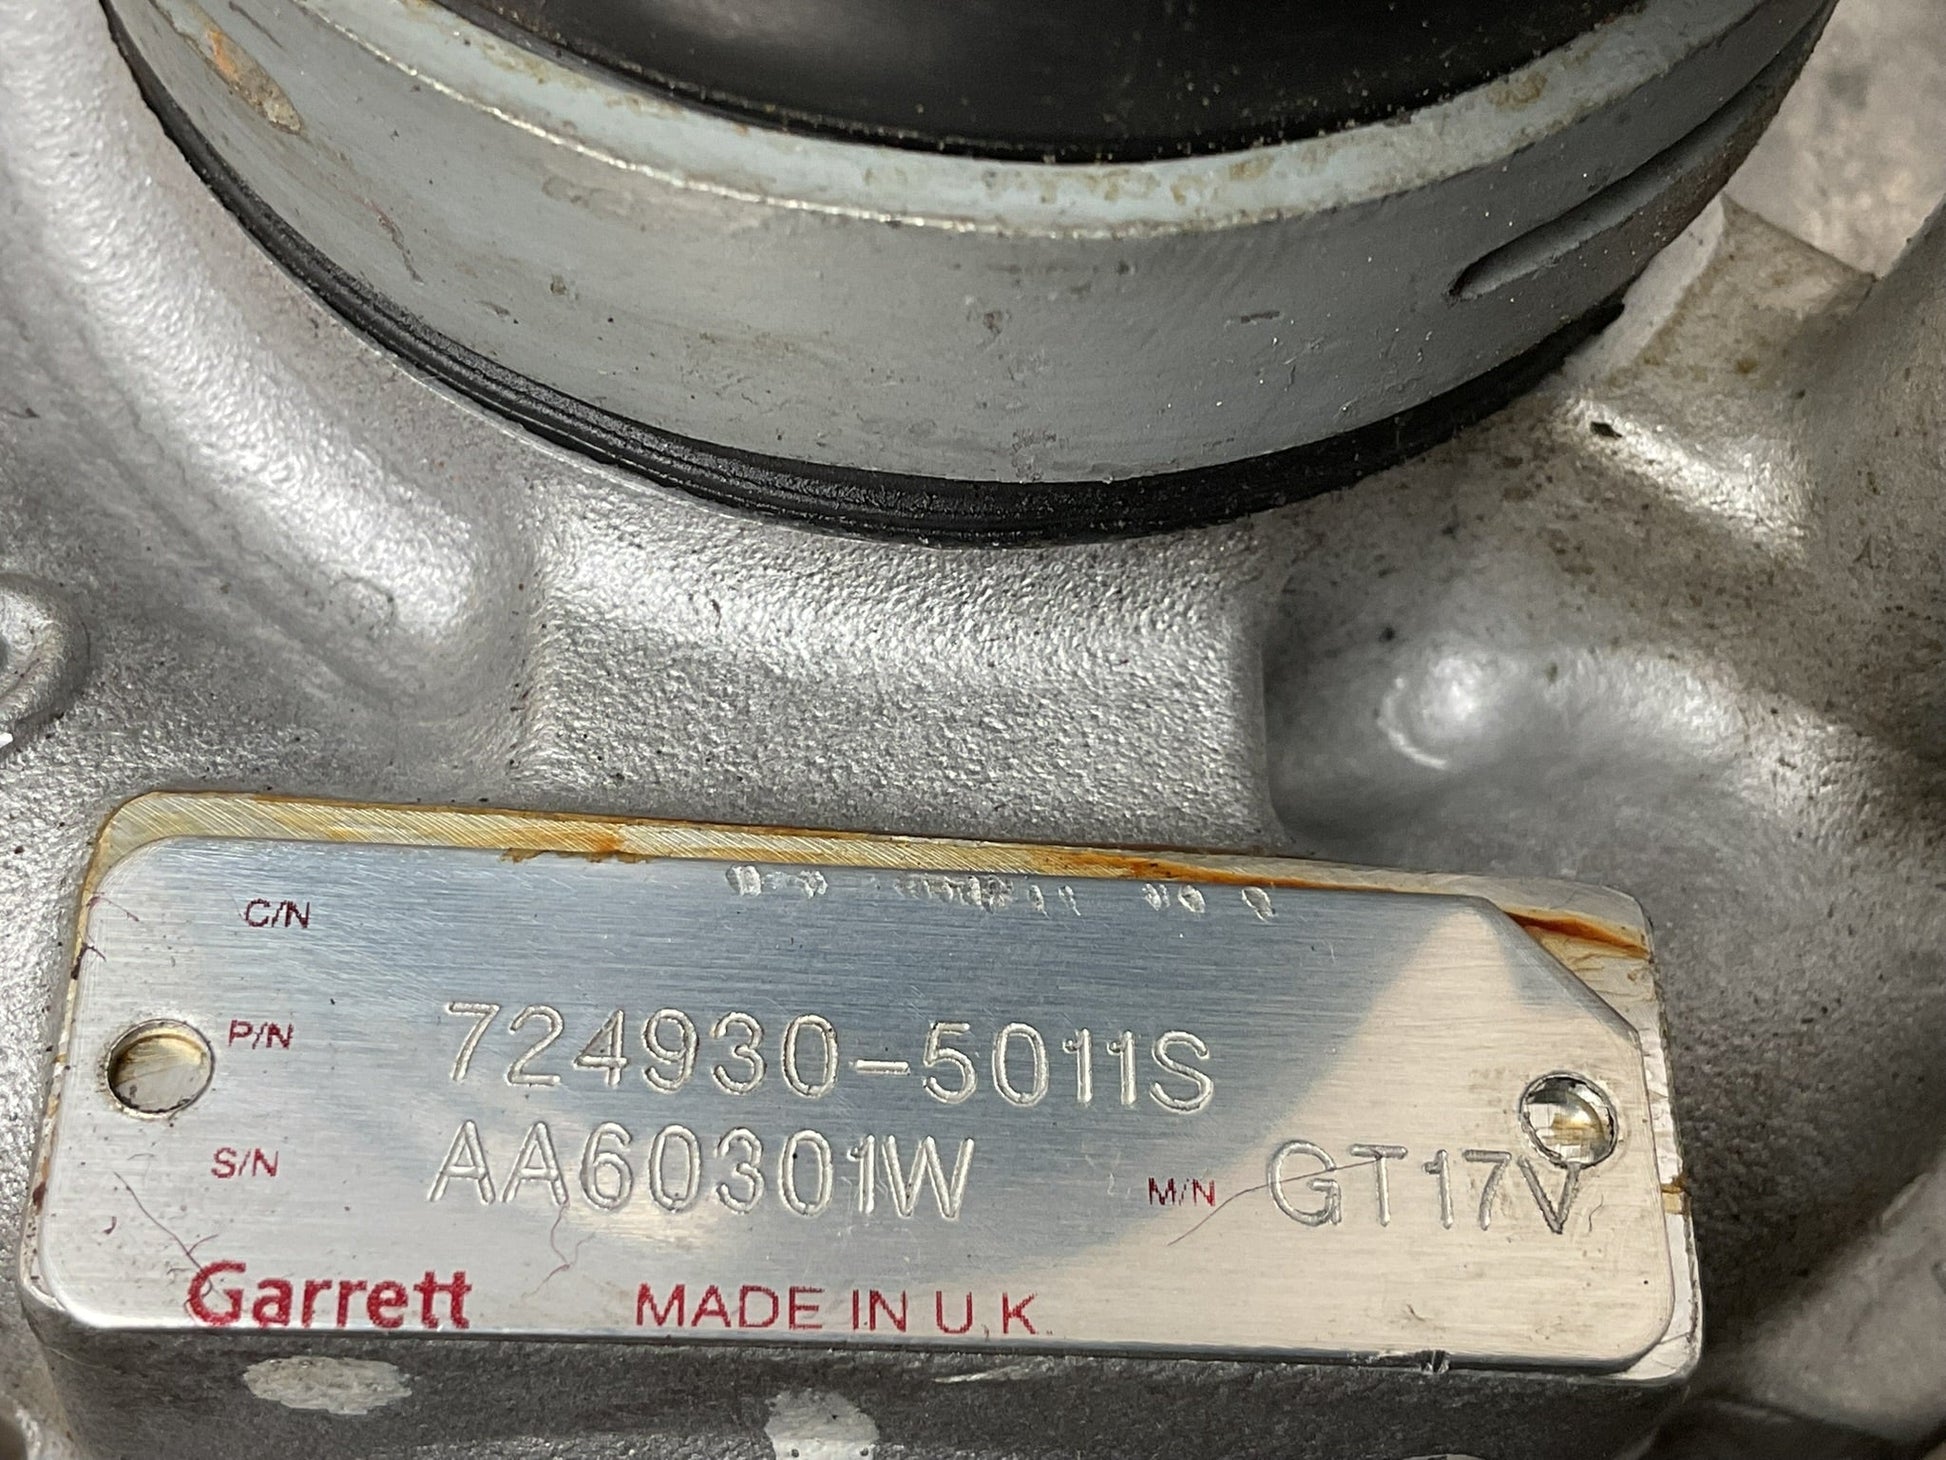 C/N
P/N 724930-5011S
S/N AA60301W M/N GT17V
Garrett MADE IN U.K.